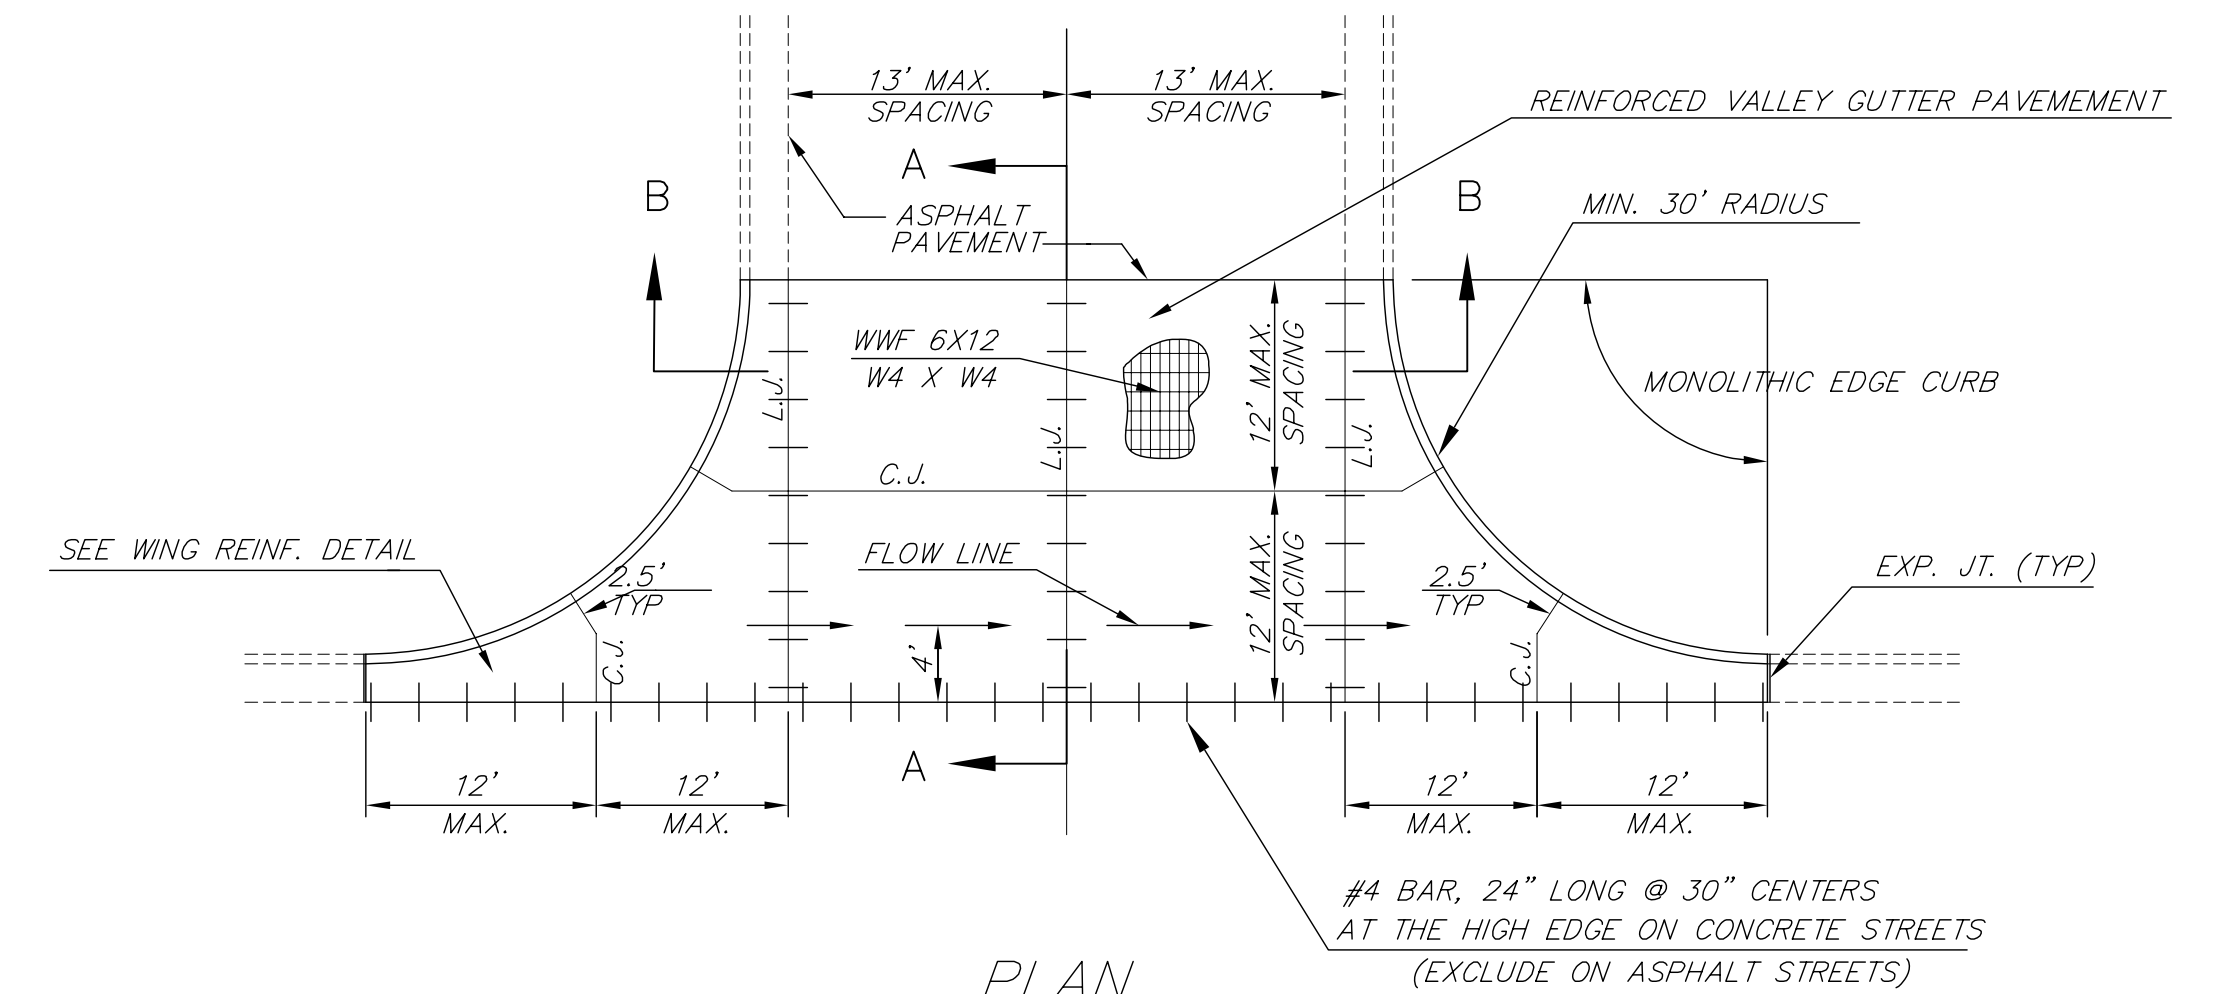 13' MAX.
SPACING
13' MAX.
SPACING
REINFORCED VALLEY GUTTER PAVEMEMENT
A
B
B
MIN. 30' RADIUS
ASPHALT
PAVEMENT
WWF 6X12
W4 X W4
12' MAX.
SPACING
MONOLITHIC EDGE CURB
L.J.
L.J.
L.J.
C.J.
SEE WING REINF. DETAIL
2.5'
TYP
FLOW LINE
12' MAX.
SPACING
2.5'
TYP
EXP. JT. (TYP)
C.J.
4'
C.J.
A
12'
MAX.
12'
MAX.
12'
MAX.
12'
MAX.
#4 BAR, 24" LONG @ 30" CENTERS
AT THE HIGH EDGE ON CONCRETE STREETS
(EXCLUDE ON ASPHALT STREETS)
PLAN